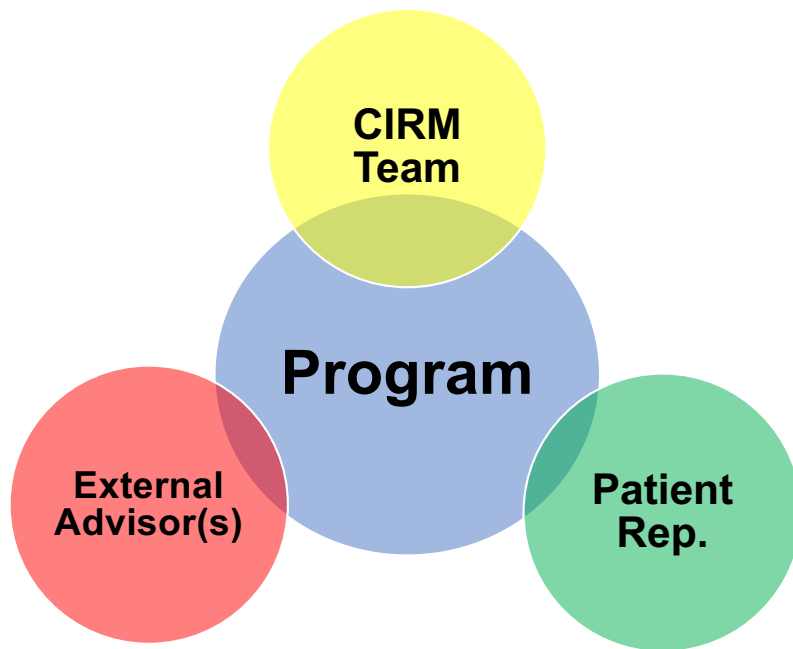 CIRM
Team
Program
External
Advisor(s)
Patient
Rep.